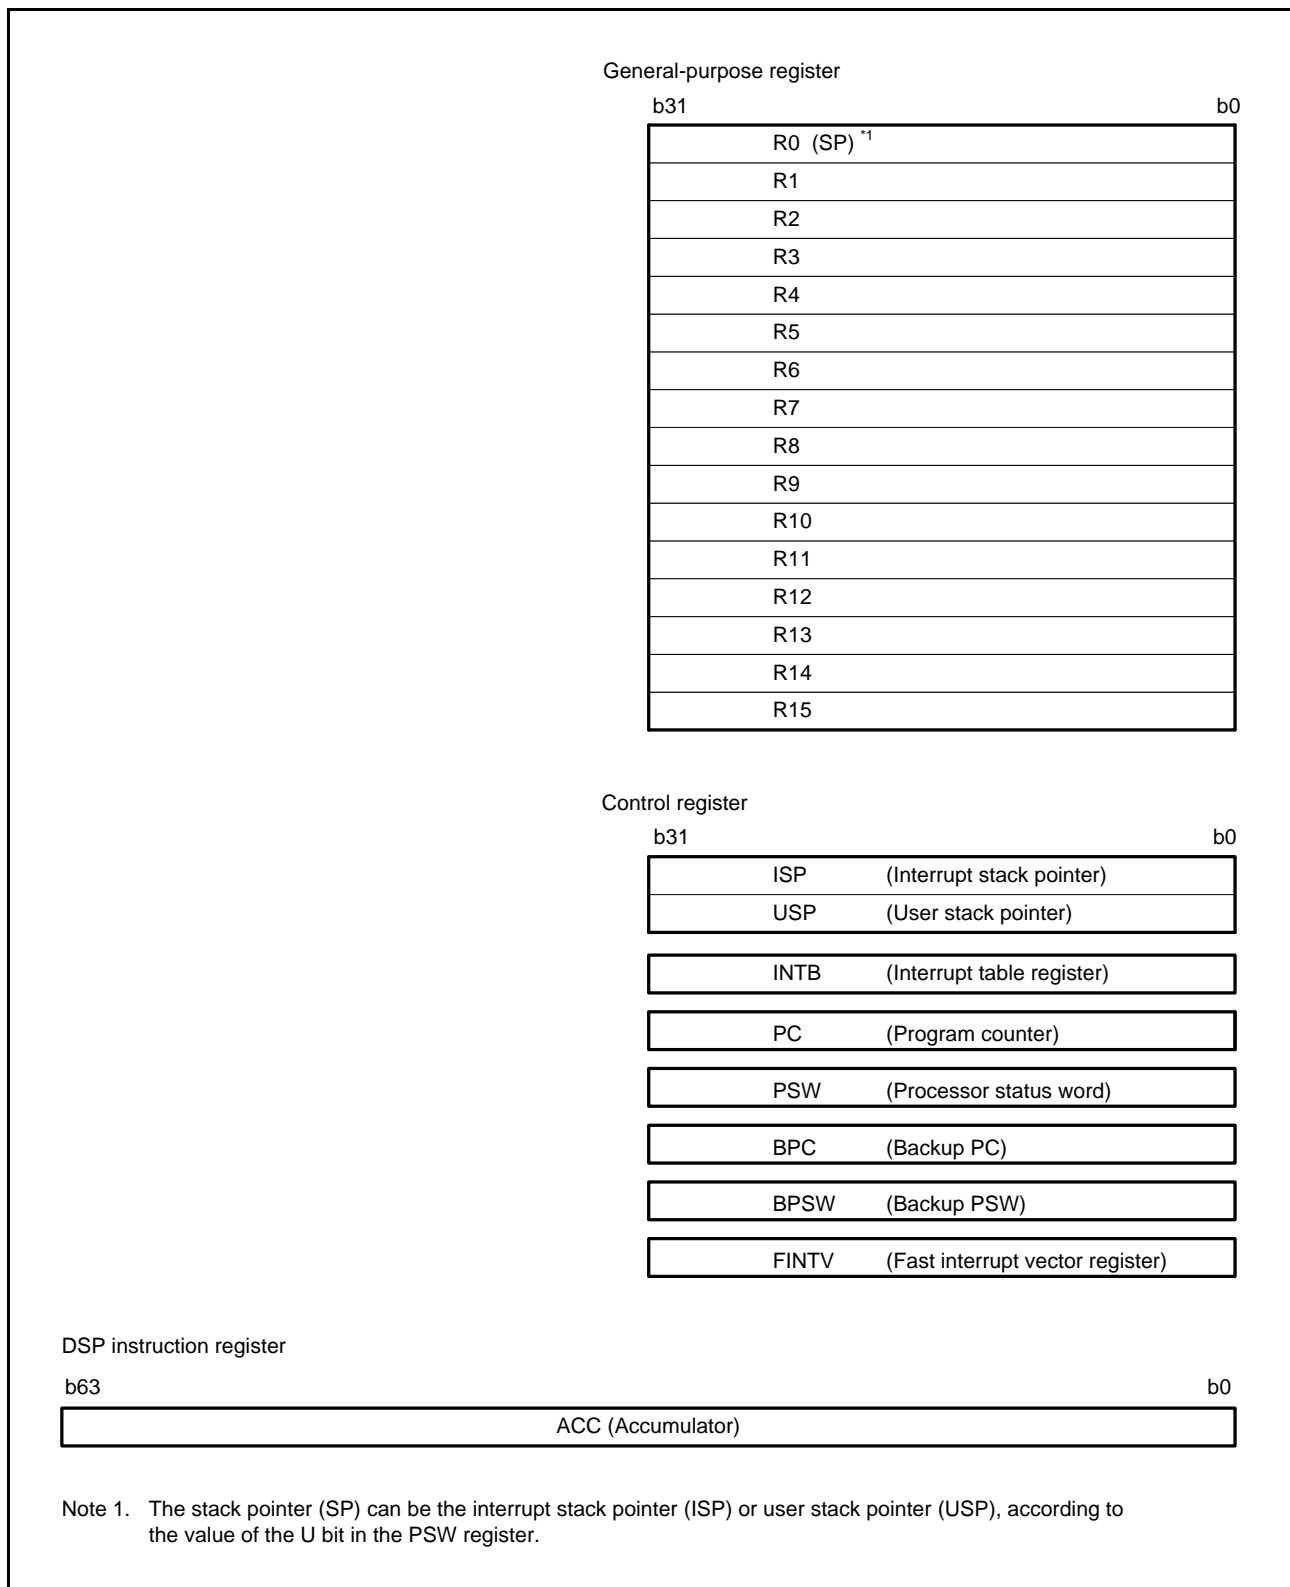 General-purpose register
b31 b0
R0 (SP) *1
R1
R2
R3
R4
R5
R6
R7
R8
R9
R10
R11
R12
R13
R14
R15
Control register
b31 b0
ISP (Interrupt stack pointer)
USP (User stack pointer)
INTB (Interrupt table register)
PC (Program counter)
PSW (Processor status word)
BPC (Backup PC)
BPSW (Backup PSW)
FINTV (Fast interrupt vector register)
DSP instruction register
b63 b0
ACC (Accumulator)
Note 1. The stack pointer (SP) can be the interrupt stack pointer (ISP) or user stack pointer (USP), according to
the value of the U bit in the PSW register.